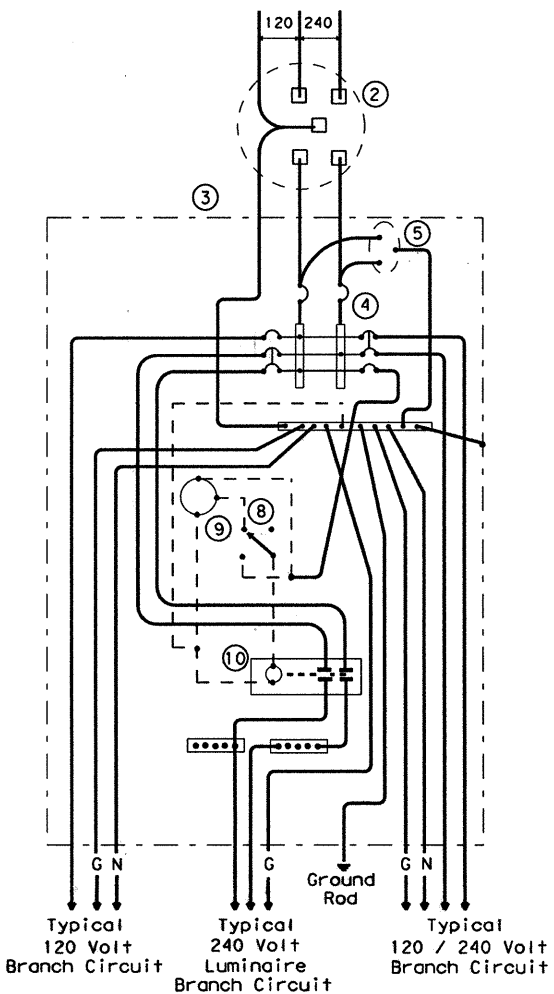 120 240
2
3
5
4
8
9
10
G N
G
G N
Ground
Rod
Typical
120 Volt
Branch Circuit
Typical
240 Volt
Luminaire
Branch Circuit
Typical
120 / 240 Volt
Branch Circuit